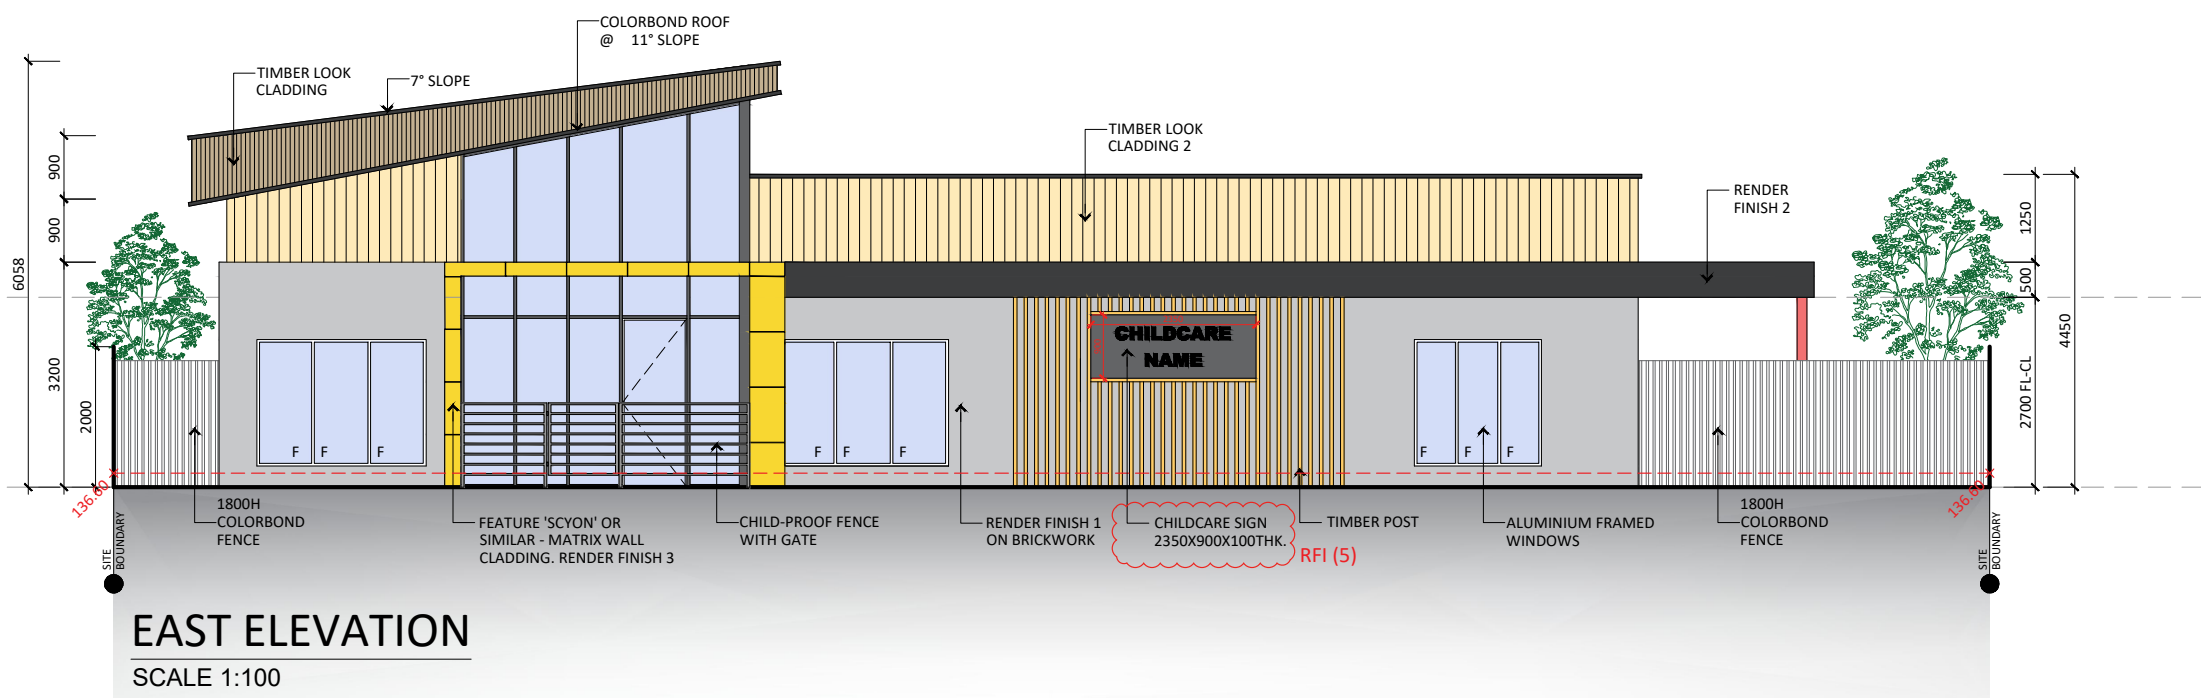 COLORBOND ROOF
@ 11° SLOPE
TIMBER LOOK
CLADDING
7° SLOPE
TIMBER LOOK
CLADDING 2
RENDER
FINISH 2
6058
900
900
3200
2000
1250
500
2700 FL-CL
4450
CHILDCARE
NAME
F F F
F F F
F F F
136.60
136.60
1800H
COLORBOND
FENCE
FEATURE 'SCYON' OR
SIMILAR - MATRIX WALL
CLADDING. RENDER FINISH 3
CHILD-PROOF FENCE
WITH GATE
RENDER FINISH 1
ON BRICKWORK
CHILDCARE SIGN
2350X900X100THK.
RFI (5)
TIMBER POST
ALUMINIUM FRAMED
WINDOWS
1800H
COLORBOND
FENCE
SITE
BOUNDARY
SITE
BOUNDARY
EAST ELEVATION
SCALE 1:100